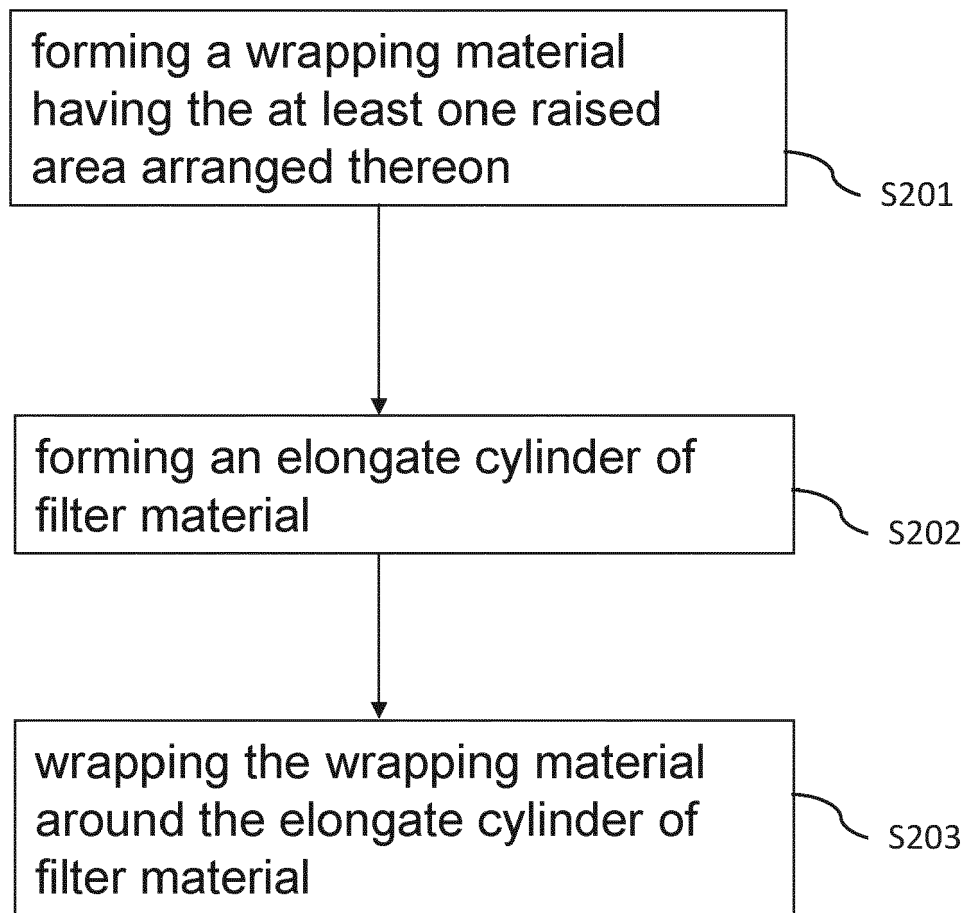 forming a wrapping material
having the at least one raised
area arranged thereon
S201
forming an elongate cylinder of
filter material
S202
wrapping the wrapping material
around the elongate cylinder of
filter material
S203